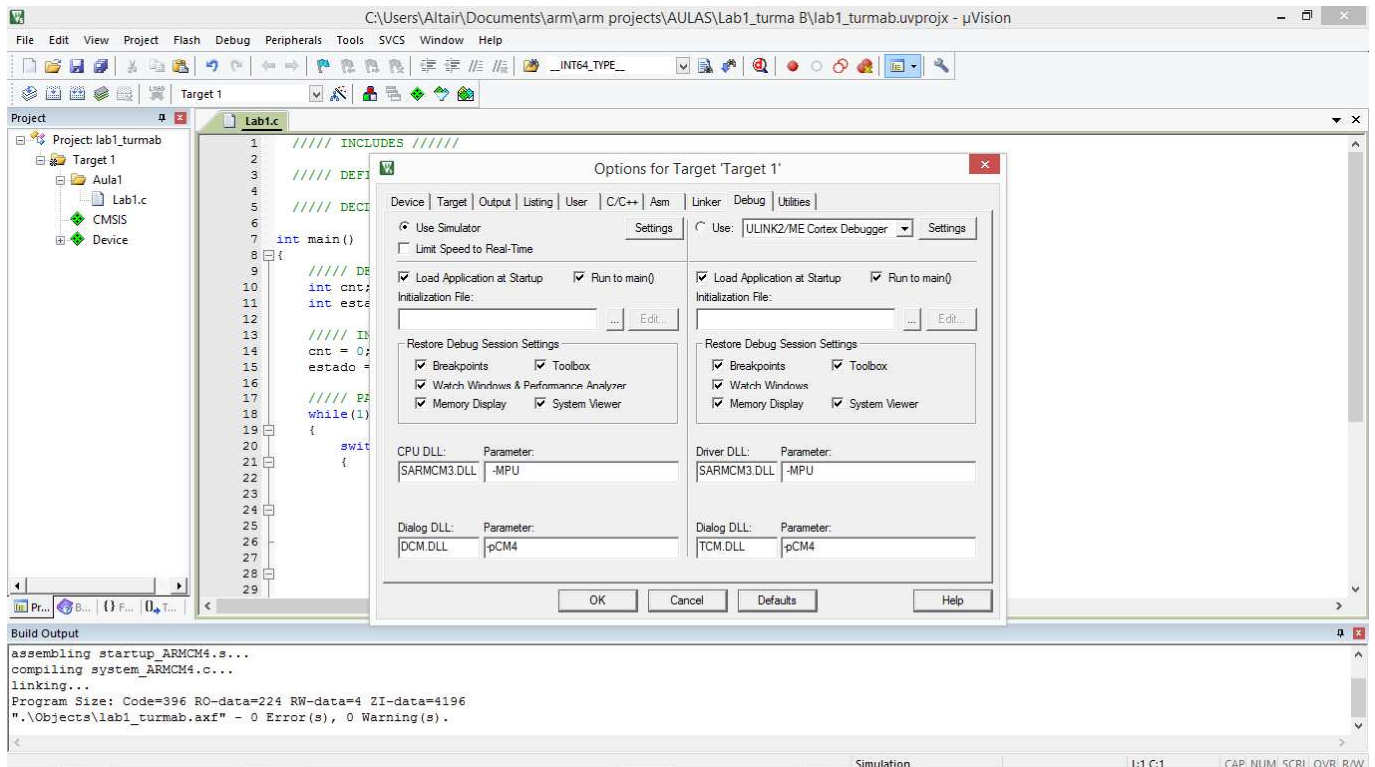 C:\Users\Altair\Documents\arm\arm projects\AULAS\Lab1_turma B\lab1_turmab.uvprojx - µVision
File Edit View Project Flash Debug Peripherals Tools SVCS Window Help
__INT64_TYPE__
Target 1
Project
Project: lab1_turmab
Target 1
Aula1
Lab1.c
CMSIS
Device
Pr... B... {} F... T...
Lab1.c
1 ///// INCLUDES //////
2
3 ///// DEFI
4
5 ///// DECI
6
7 int main()
8 {
9 ///// DE
10 int cnt;
11 int esta
12
13 ///// IN
14 cnt = 0;
15 estado =
16
17 ///// PA
18 while(1)
19 {
20 swit
21 {
22
23
24
25
26
27
28
29
Options for Target 'Target 1'
Device Target Output Listing User C/C++ Asm Linker Debug Utilities
Use Simulator Settings
Limit Speed to Real-Time
Load Application at Startup Run to main()
Initialization File:
... Edit...
Restore Debug Session Settings
Breakpoints Toolbox
Watch Windows & Performance Analyzer
Memory Display System Viewer
CPU DLL: Parameter:
SARMCM3.DLL -MPU
Dialog DLL: Parameter:
DCM.DLL -pCM4
Use: ULINK2/ME Cortex Debugger Settings
Load Application at Startup Run to main()
Initialization File:
... Edit...
Restore Debug Session Settings
Breakpoints Toolbox
Watch Windows
Memory Display System Viewer
Driver DLL: Parameter:
SARMCM3.DLL -MPU
Dialog DLL: Parameter:
TCM.DLL -pCM4
OK Cancel Defaults Help
Build Output
assembling startup_ARMCM4.s...
compiling system_ARMCM4.c...
linking...
Program Size: Code=396 RO-data=224 RW-data=4 ZI-data=4196
".\Objects\lab1_turmab.axf" - 0 Error(s), 0 Warning(s).
Simulation L:1 C:1 CAP NUM SCRL OVR R/W